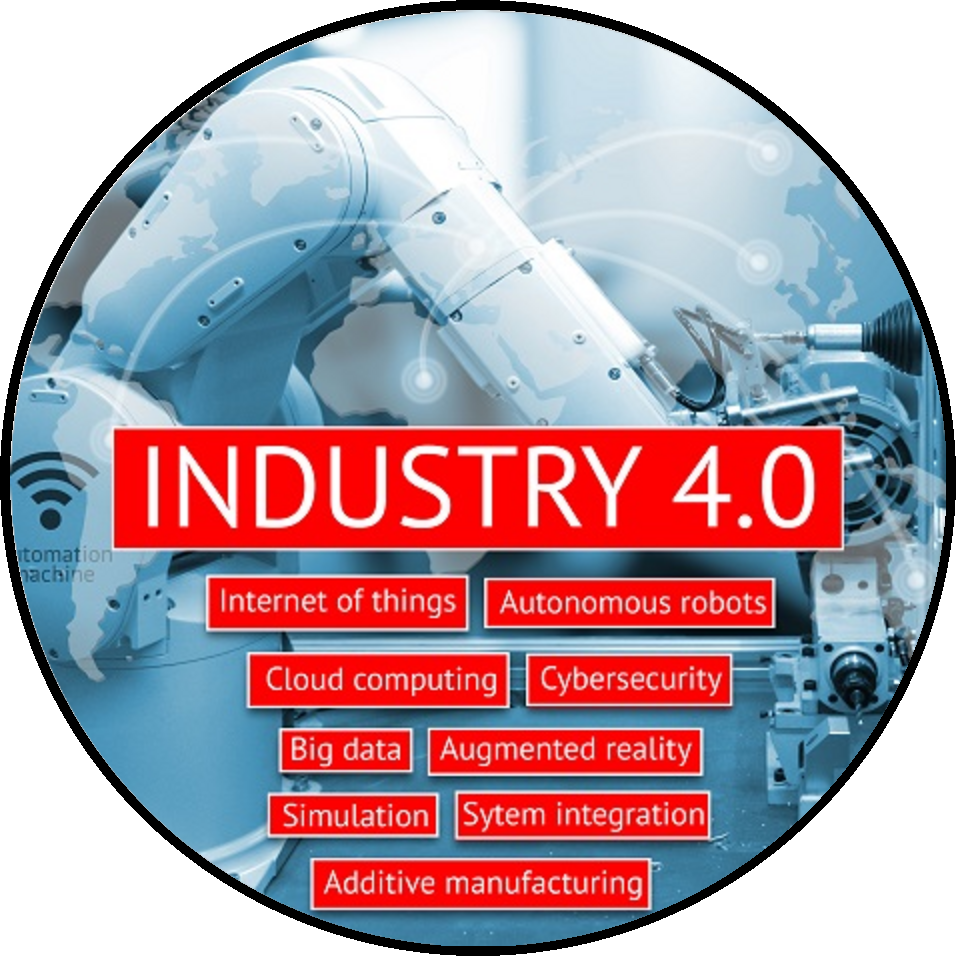 INDUSTRY 4.0
machine
Internet of things
Autonomous robots
Cloud computing
Cybersecurity
Big data
Augmented reality
Simulation
Sytem integration
Additive manufacturing